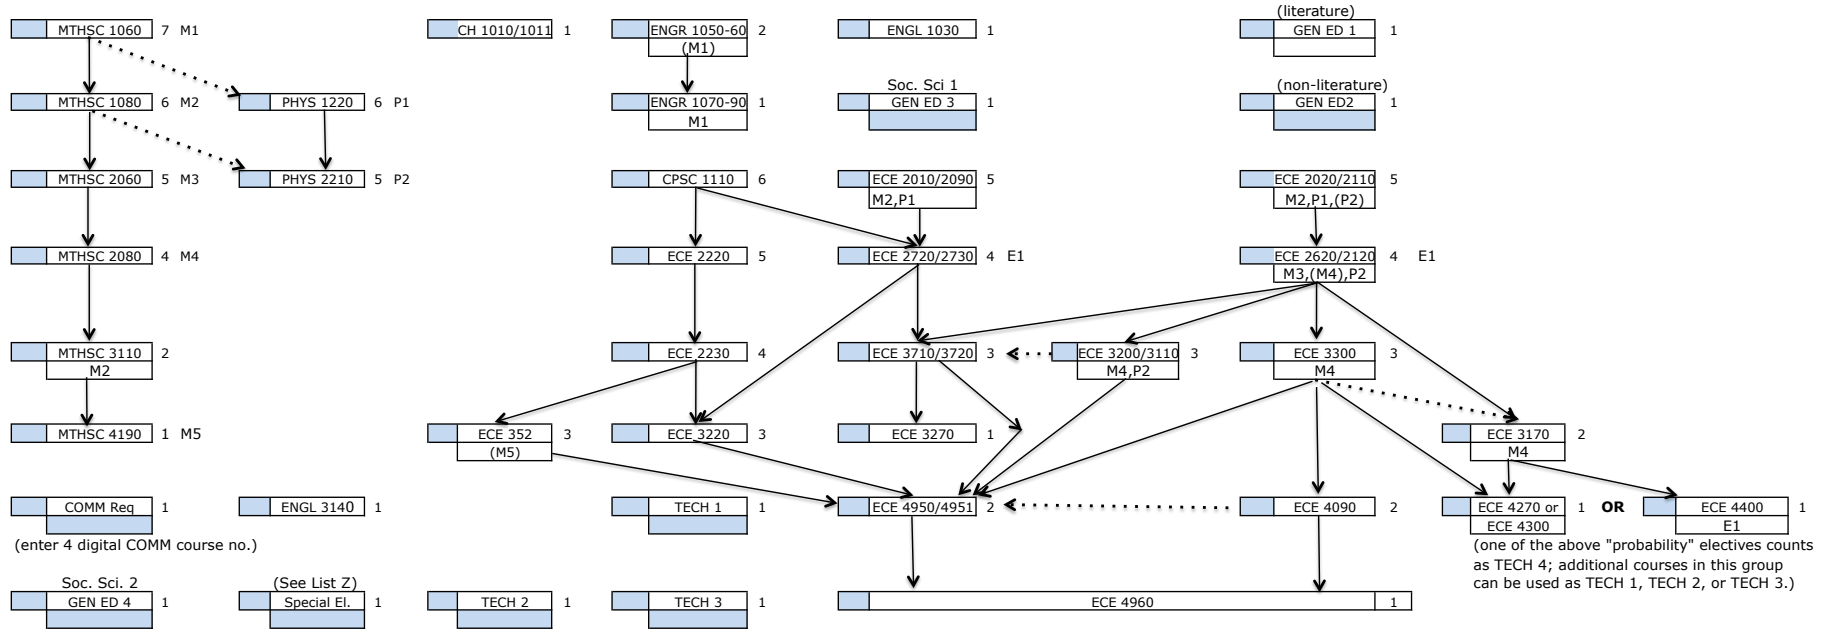 (literature)
MTHSC 1060 7 M1 CH 1010/1011 1 ENGR 1050-60 2 ENGL 1030 1 GEN ED 1 1
(M1)
Soc. Sci 1 (non-literature)
MTHSC 1080 6 M2 PHYS 1220 6 P1 ENGR 1070-90 1 GEN ED 3 1 GEN ED2 1
M1
MTHSC 2060 5 M3 PHYS 2210 5 P2 CPSC 1110 6 ECE 2010/2090 5 ECE 2020/2110 5
M2,P1 M2,P1,(P2)
MTHSC 2080 4 M4 ECE 2220 5 ECE 2720/2730 4 E1 ECE 2620/2120 4 E1
M3,(M4),P2
MTHSC 3110 2 ECE 2230 4 ECE 3710/3720 3 ECE 3200/3110 3 ECE 3300 3
M2 M4,P2 M4
MTHSC 4190 1 M5 ECE 352 3 ECE 3220 3 ECE 3270 1 ECE 3170 2
(M5) M4
COMM Req 1 ENGL 3140 1 TECH 1 1 ECE 4950/4951 2 ECE 4090 2 ECE 4270 or 1 OR ECE 4400 1
ECE 4300 E1
(enter 4 digital COMM course no.) (one of the above "probability" electives counts
as TECH 4; additional courses in this group
can be used as TECH 1, TECH 2, or TECH 3.)
Soc. Sci. 2 (See List Z)
GEN ED 4 1 Special El. 1 TECH 2 1 TECH 3 1 ECE 4960 1